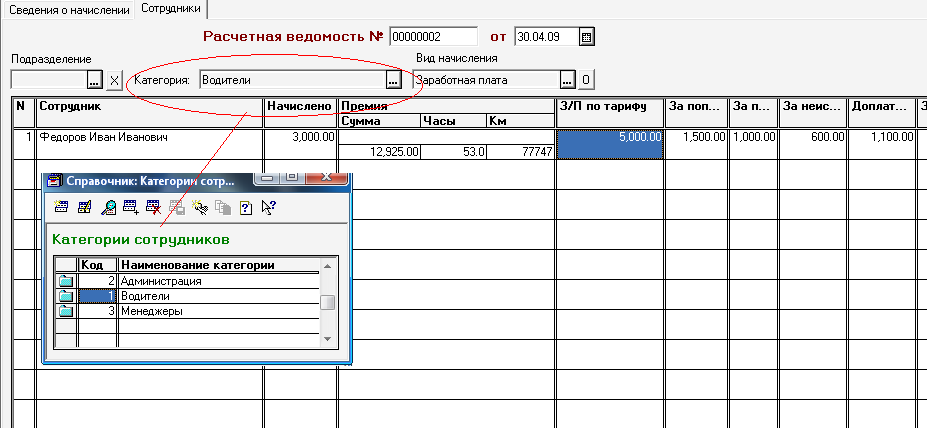 Сведения о начислении Сотрудники
Расчетная ведомость № 00000002 от 30.04.09
Подразделение Вид начисления
... X Категория: Водители ... Заработная плата ... О
N Сотрудник Начислено Премия З/П по тарифу За поп... За п... За неис... Доплат... З
Сумма Часы Км
1 Федоров Иван Иванович 3,000.00 5,000.00 1,500.00 1,000.00 600.00 1,100.00
12,925.00 53.0 77747
Справочник: Категории сотр...
Категории сотрудников
Код Наименование категории
2 Администрация
1 Водители
3 Менеджеры